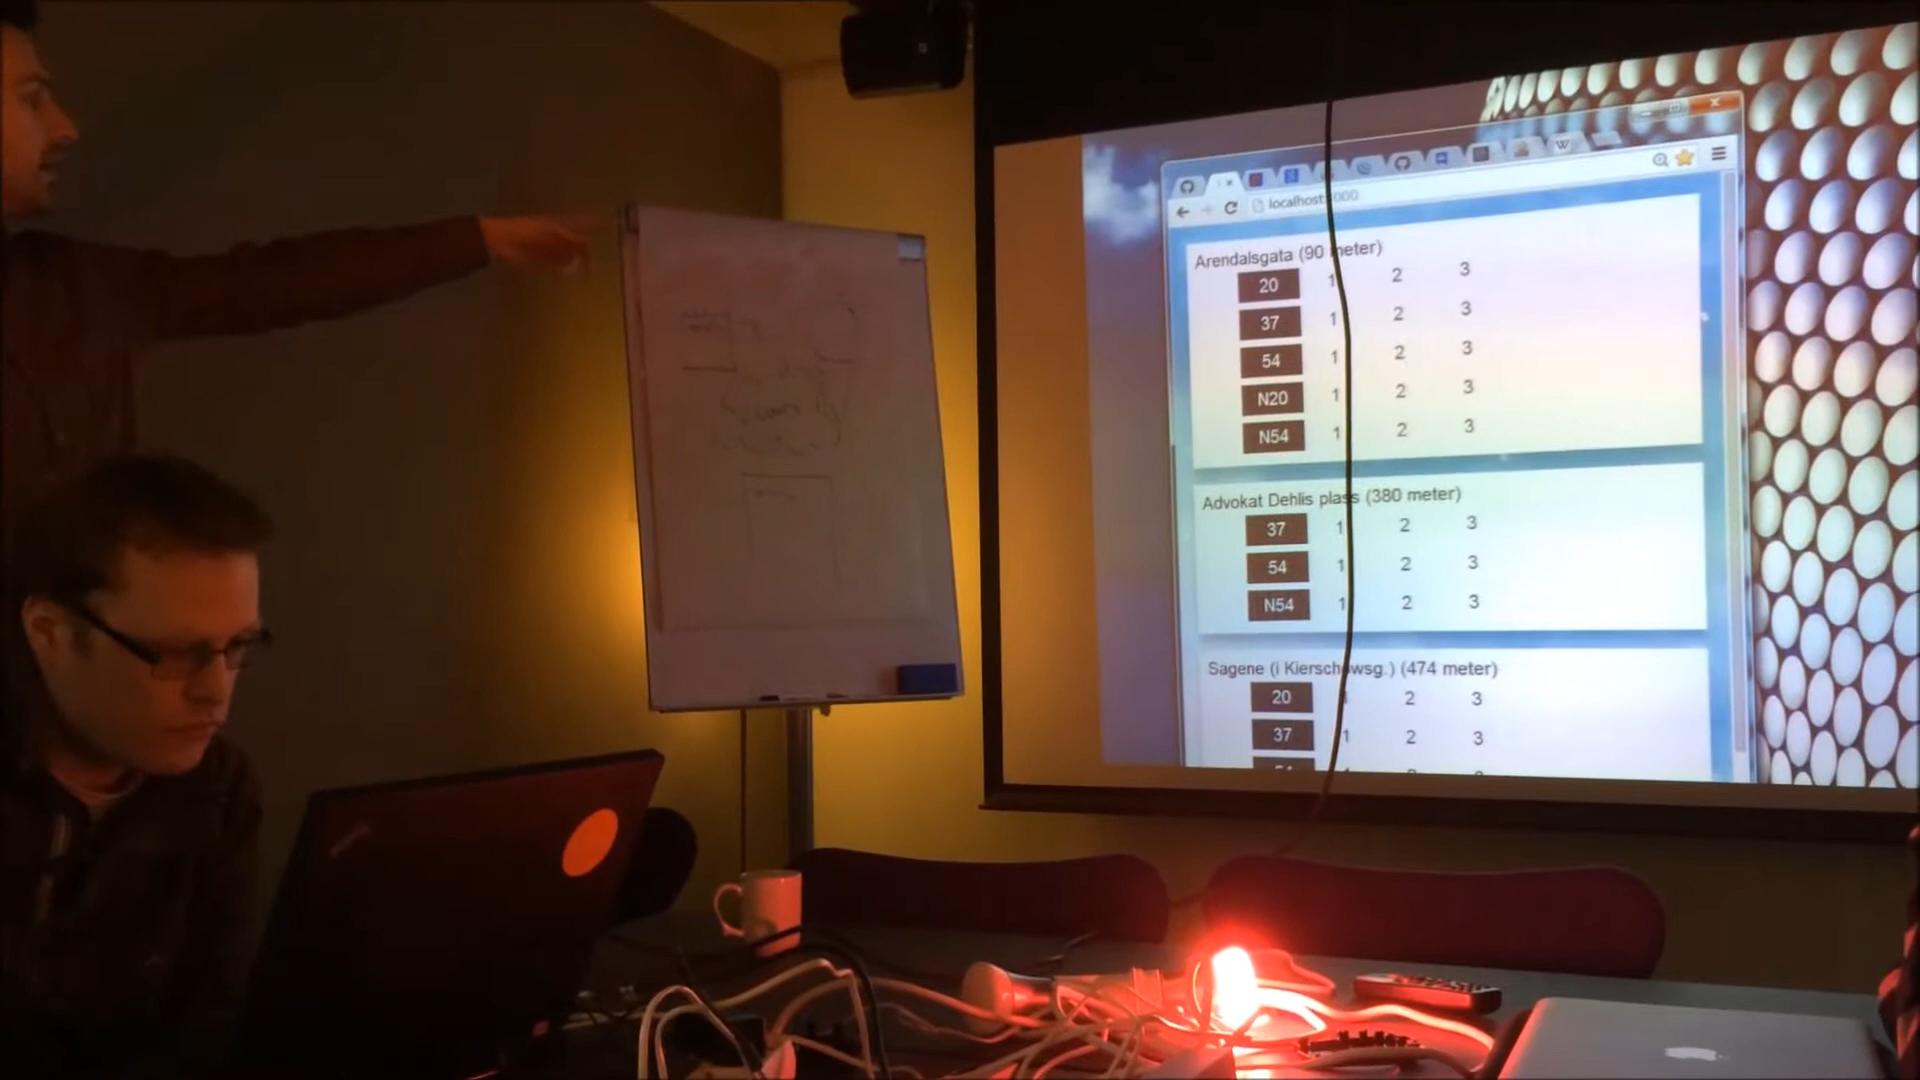 localhost:3000
Arendalsgata (90 meter)
20 1 2 3
37 1 2 3
54 1 2 3
N20 1 2 3
N54 1 2 3
Advokat Dehlis plass (380 meter)
37 1 2 3
54 1 2 3
N54 1 2 3
Sagene (i Kierschowsg.) (474 meter)
20 1 2 3
37 1 2 3